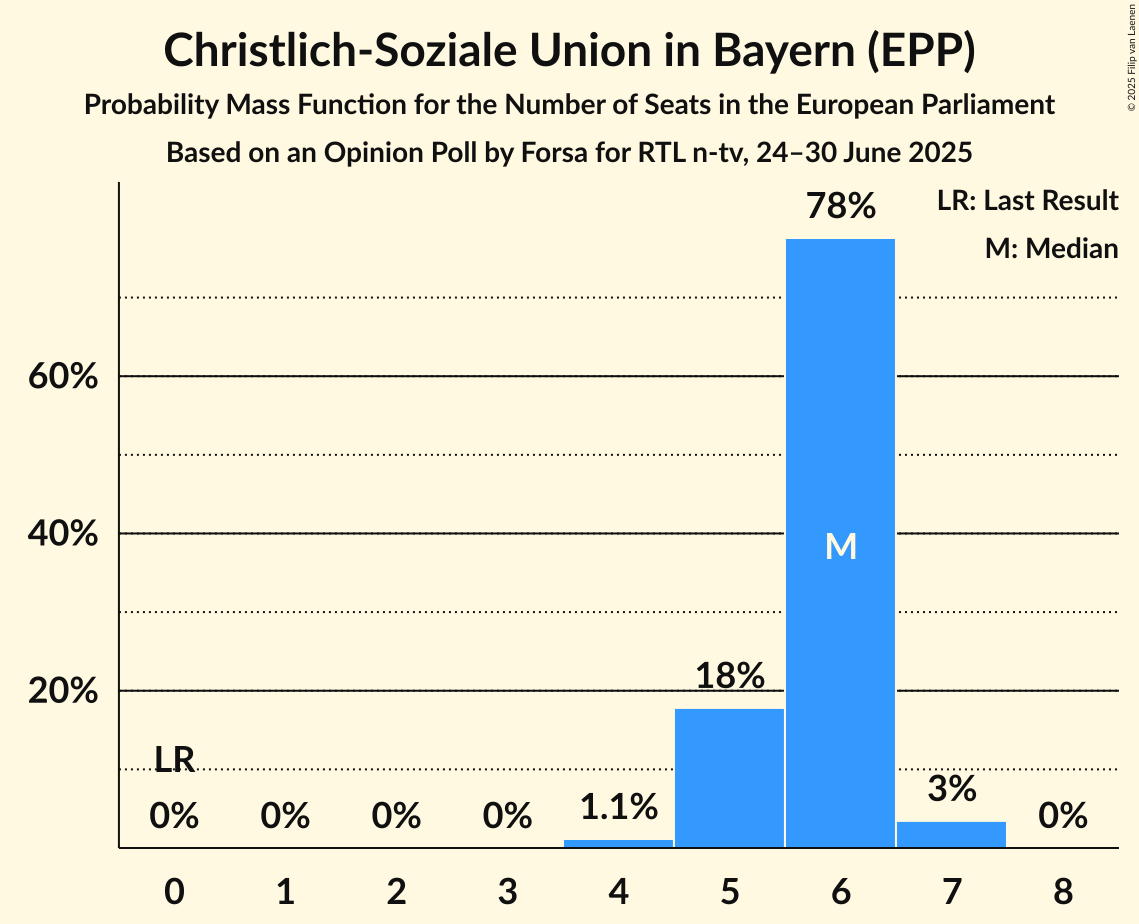 Christlich-Soziale Union in Bayern (EPP)
Probability Mass Function for the Number of Seats in the European Parliament
Based on an Opinion Poll by Forsa for RTL n-tv, 24–30 June 2025
© 2025 Filip van Laenen
LR: Last Result
M: Median
78%
60%
40%
M
20%
18%
LR
0% 0% 0% 0% 1.1% 3% 0%
0 1 2 3 4 5 6 7 8